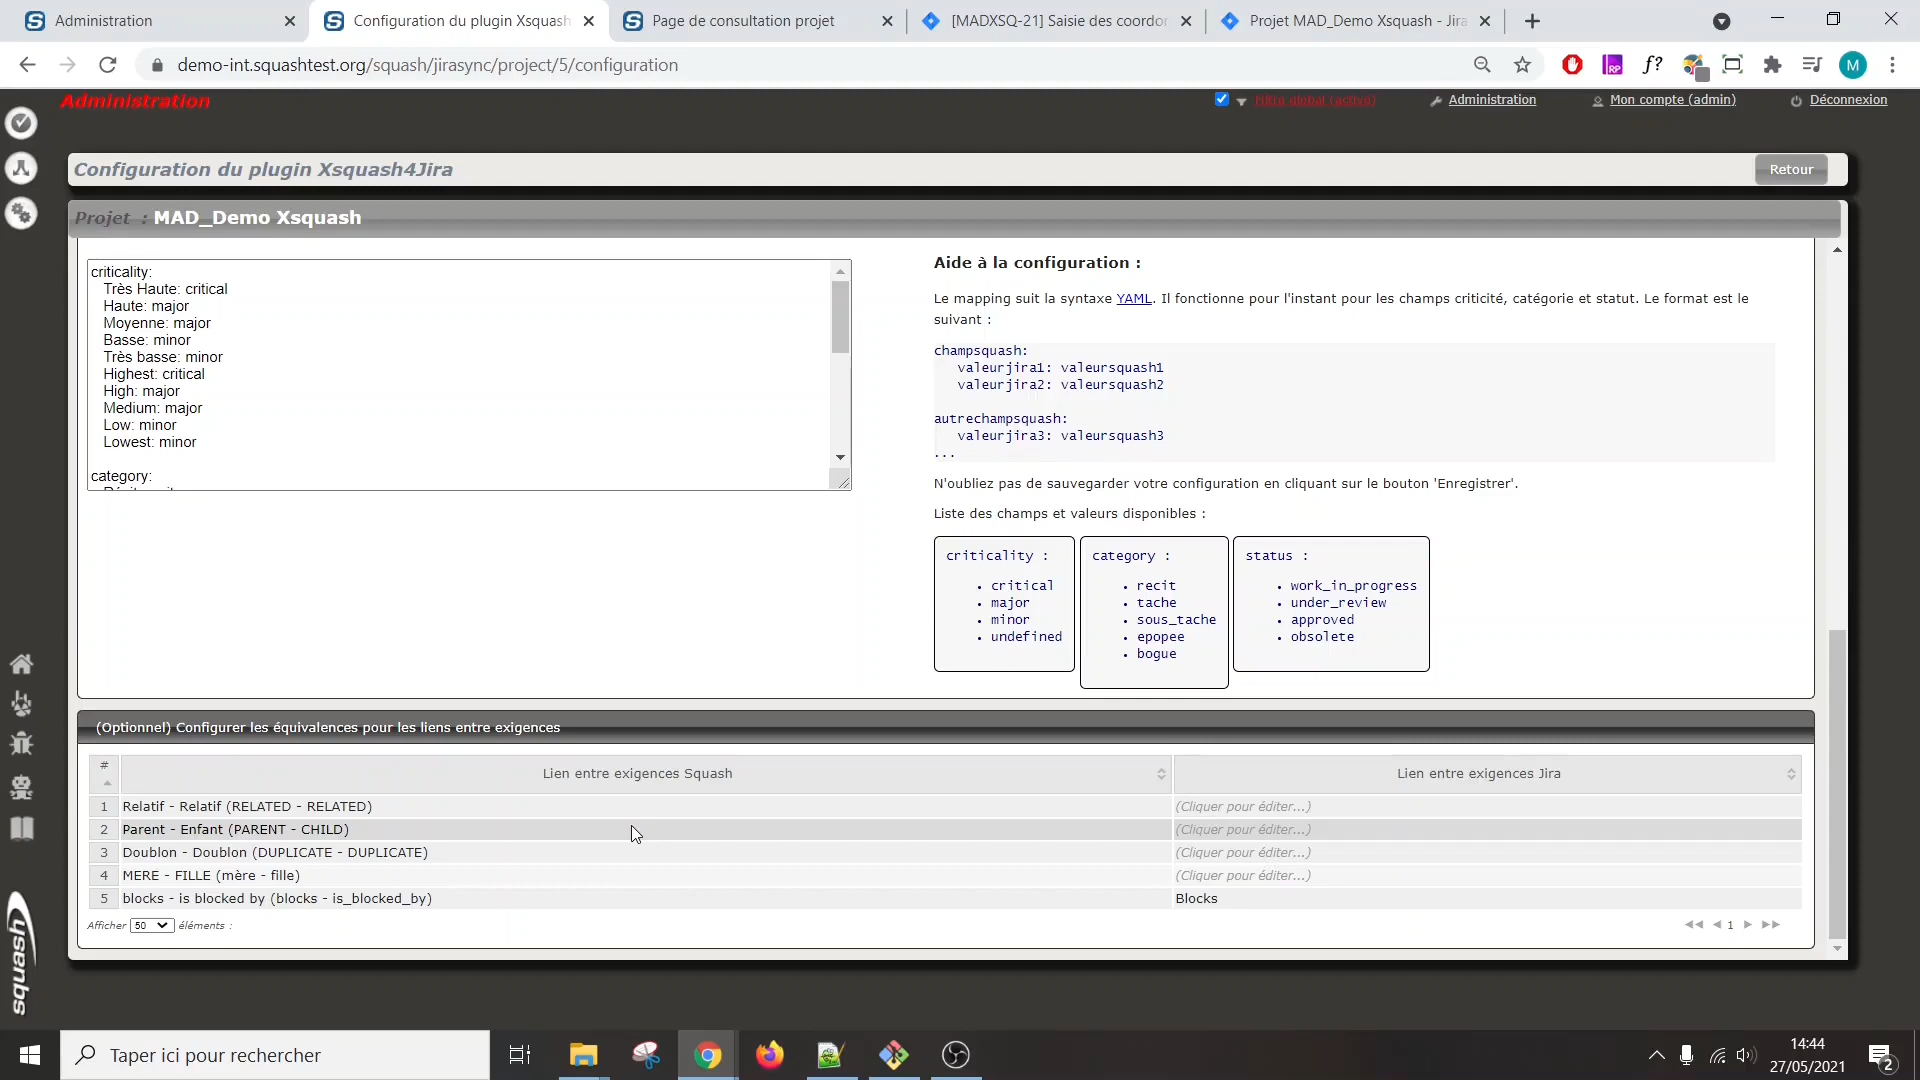 Administration
Configuration du plugin Xsquash
Page de consultation projet
[MADXSQ-21] Saisie des coordor
Projet MAD_Demo Xsquash - Jira
demo-int.squashtest.org/squash/jirasync/project/5/configuration
f?
RP
M
Administration
Filtre global (activé)
Administration
Mon compte (admin)
Déconnexion
Configuration du plugin Xsquash4Jira
Retour
Projet : MAD_Demo Xsquash
criticality:
Très Haute: critical
Haute: major
Moyenne: major
Basse: minor
Très basse: minor
Highest: critical
High: major
Medium: major
Low: minor
Lowest: minor
category:
Aide à la configuration :
Le mapping suit la syntaxe YAML. Il fonctionne pour l'instant pour les champs criticité, catégorie et statut. Le format est le
suivant :
champsquash:
valeurjira1: valeursquash1
valeurjira2: valeursquash2
autrechampsquash:
valeurjira3: valeursquash3
...
N'oubliez pas de sauvegarder votre configuration en cliquant sur le bouton 'Enregistrer'.
Liste des champs et valeurs disponibles :
criticality :
• critical
• major
• minor
• undefined
category :
• recit
• tache
• sous_tache
• epopee
• bogue
status :
• work_in_progress
• under_review
• approved
• obsolete
(Optionnel) Configurer les équivalences pour les liens entre exigences
# Lien entre exigences Squash Lien entre exigences Jira
1 Relatif - Relatif (RELATED - RELATED) (Cliquer pour éditer...)
2 Parent - Enfant (PARENT - CHILD) (Cliquer pour éditer...)
3 Doublon - Doublon (DUPLICATE - DUPLICATE) (Cliquer pour éditer...)
4 MERE - FILLE (mère - fille) (Cliquer pour éditer...)
5 blocks - is blocked by (blocks - is_blocked_by) Blocks
Afficher 50 éléments :
1
squash
Taper ici pour rechercher
14:44
27/05/2021
2